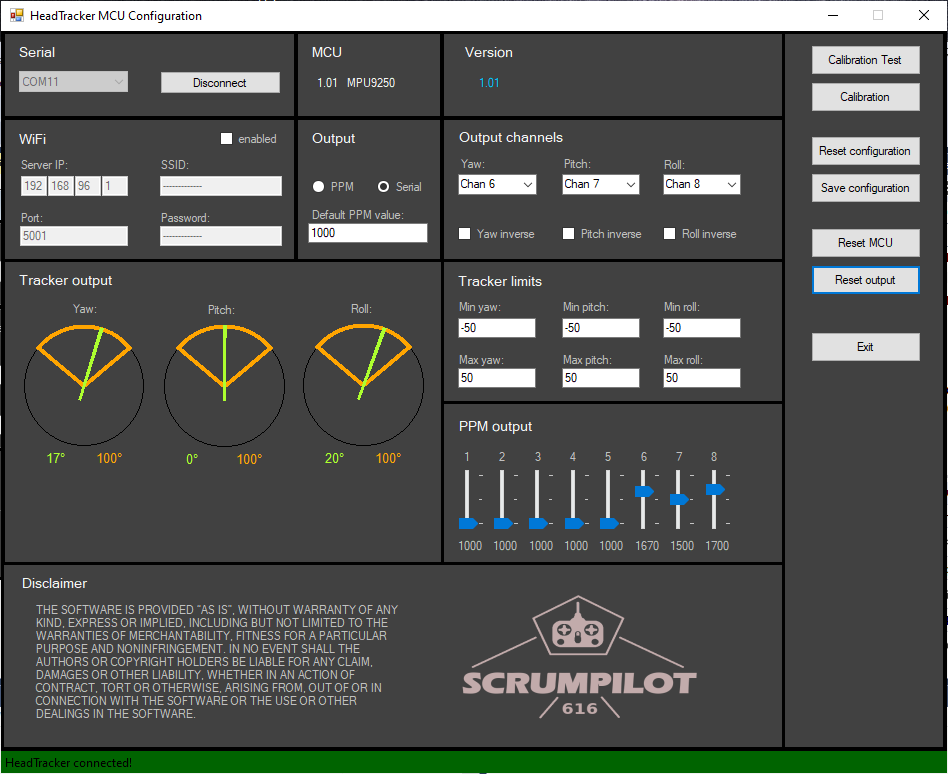 HeadTracker MCU Configuration
Serial
COM11
Disconnect
MCU
1.01 MPU9250
Version
1.01
Calibration Test
Calibration
Reset configuration
Save configuration
Reset MCU
Reset output
Exit
WiFi
enabled
Server IP:
SSID:
192 168 96 1
-------------
Port:
Password:
5001
-------------
Output
PPM Serial
Default PPM value:
1000
Output channels
Yaw: Pitch: Roll:
Chan 6 Chan 7 Chan 8
Yaw inverse Pitch inverse Roll inverse
Tracker output
Yaw: Pitch: Roll:
17° 100° 0° 100° 20° 100°
Tracker limits
Min yaw: Min pitch: Min roll:
-50 -50 -50
Max yaw: Max pitch: Max roll:
50 50 50
PPM output
1 2 3 4 5 6 7 8
1000 1000 1000 1000 1000 1670 1500 1700
Disclaimer
THE SOFTWARE IS PROVIDED "AS IS", WITHOUT WARRANTY OF ANY
KIND, EXPRESS OR IMPLIED, INCLUDING BUT NOT LIMITED TO THE
WARRANTIES OF MERCHANTABILITY, FITNESS FOR A PARTICULAR
PURPOSE AND NONINFRINGEMENT. IN NO EVENT SHALL THE
AUTHORS OR COPYRIGHT HOLDERS BE LIABLE FOR ANY CLAIM,
DAMAGES OR OTHER LIABILITY, WHETHER IN AN ACTION OF
CONTRACT, TORT OR OTHERWISE, ARISING FROM, OUT OF OR IN
CONNECTION WITH THE SOFTWARE OR THE USE OR OTHER
DEALINGS IN THE SOFTWARE.
SCRUMPILOT
616
HeadTracker connected!